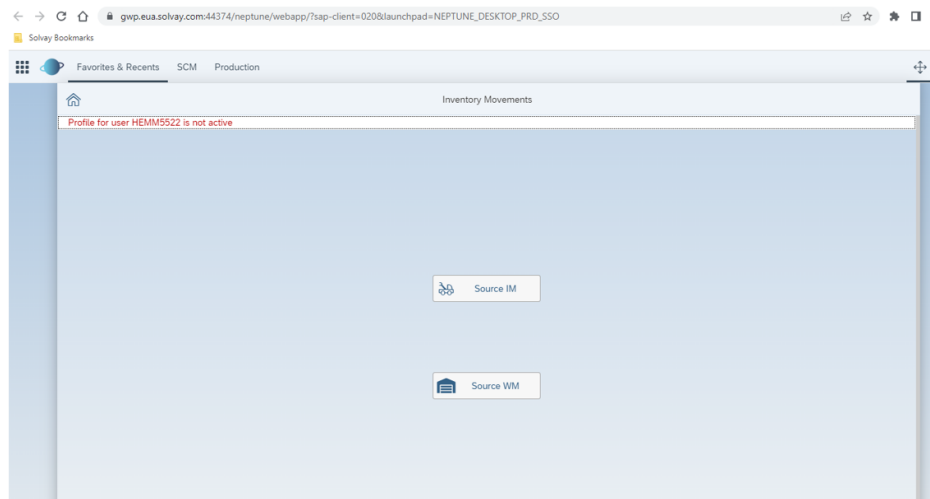 gwp.eua.solvay.com:44374/neptune/webapp/?sap-client=020&launchpad=NEPTUNE_DESKTOP_PRD_SSO
Solvay Bookmarks
Favorites & Recents SCM Production
Inventory Movements
Profile for user HEMM5522 is not active
Source IM
Source WM